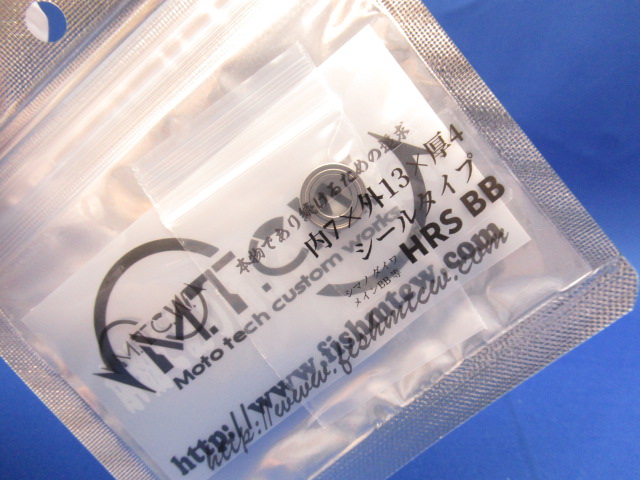 本物であり続けるための追求
内7×外13×厚4
シールタイプ
シマノ/ダイワ
メインBB等
HRS BB
M.T.C.W.
M.T.C.W.
Moto tech custom works
http://www.fishmtcw.com
http://www.fishmtcw.com